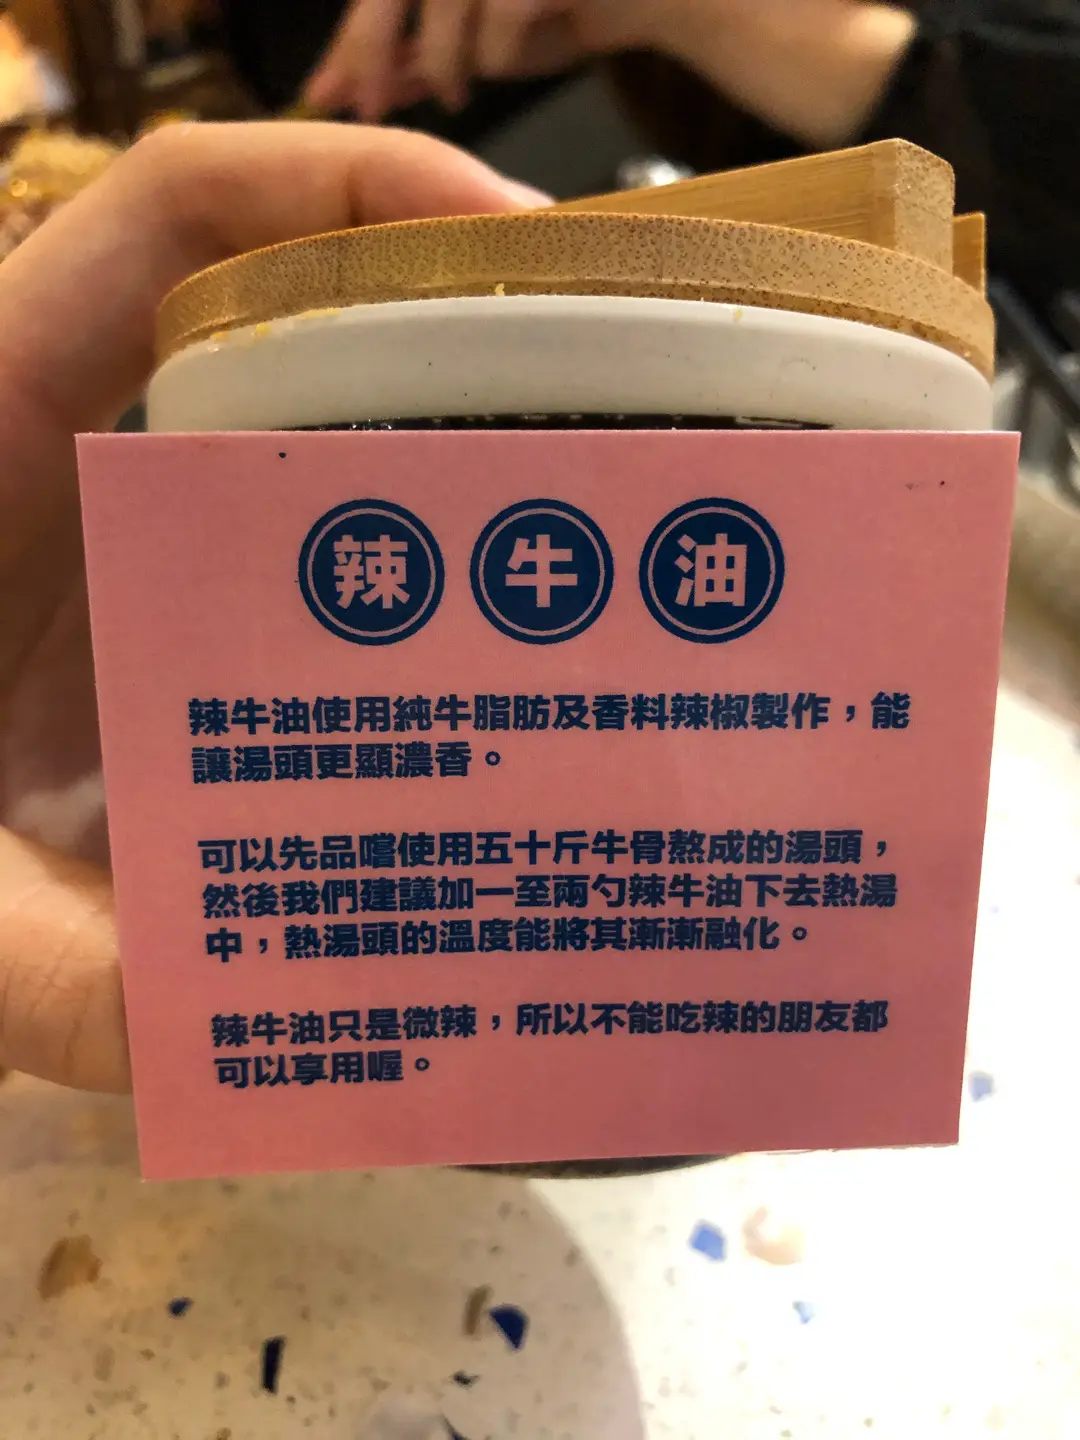 辣牛油
辣牛油使用純牛脂肪及香料辣椒製作，能
讓湯頭更顯濃香。
可以先品嚐使用五十斤牛骨熬成的湯頭，
然後我們建議加一至兩勺辣牛油下去熱湯
中，熱湯頭的溫度能將其漸漸融化。
辣牛油只是微辣，所以不能吃辣的朋友都
可以享用喔。